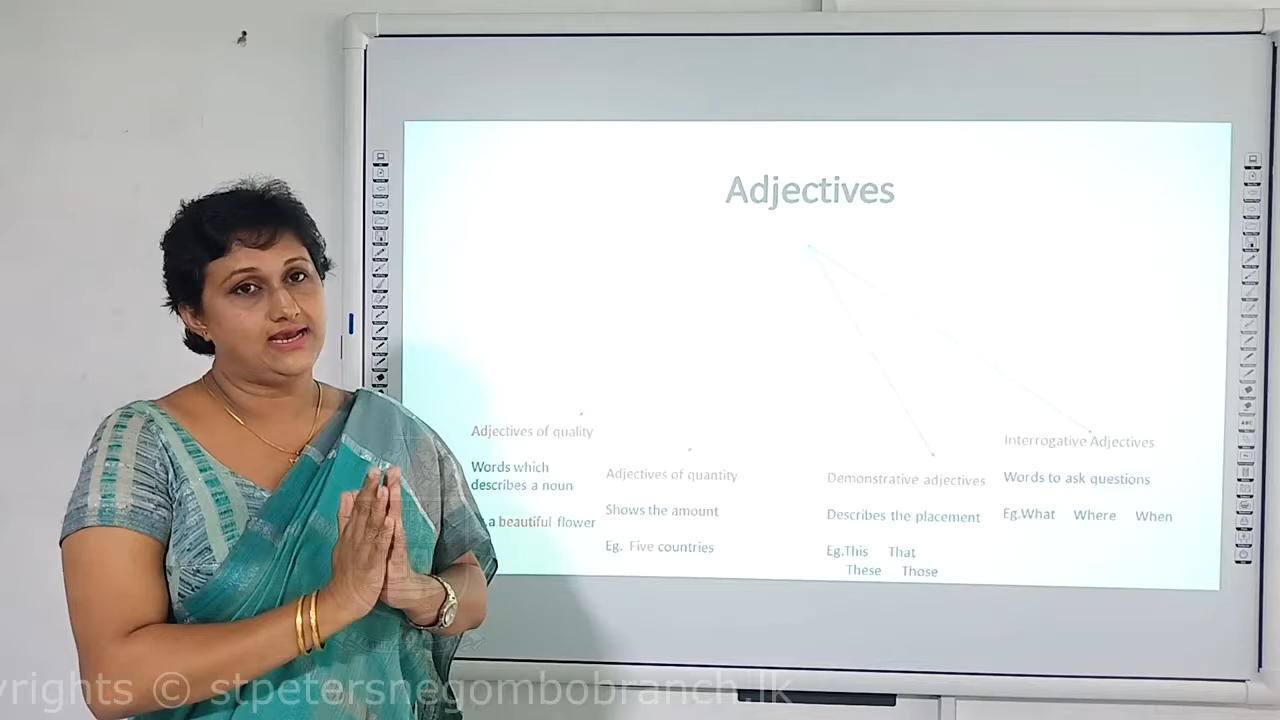 Adjectives
Adjectives of quality
Words which
describes a noun
a beautiful flower
Adjectives of quantity
Shows the amount
Eg. Five countries
Demonstrative adjectives
Describes the placement
Eg.This That
These Those
Interrogative Adjectives
Words to ask questions
Eg.What Where When
yrights © stpetersnegombobranch.lk